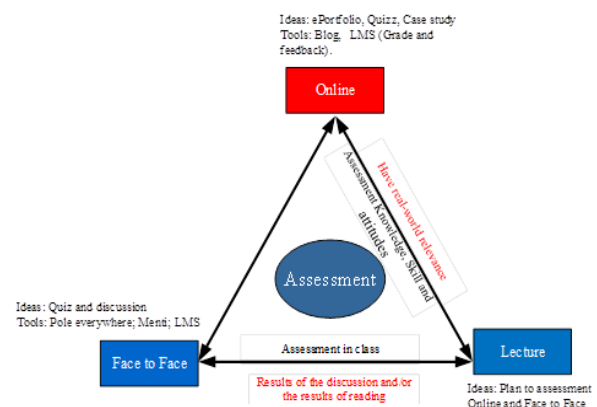 Ideas: ePortfolio, Quizz, Case study
Tools: Blog, LMS (Grade and
feedback).
Online
Have real-world relevance
Assessment Knowledge, Skill and
attitudes
Assessment
Ideas: Quiz and discussion
Tools: Pole everywhere; Menti; LMS
Face to Face
Assessment in class
Results of the discussion and/or
the results of reading
Lecture
Ideas: Plan to assessment
Online and Face to Face